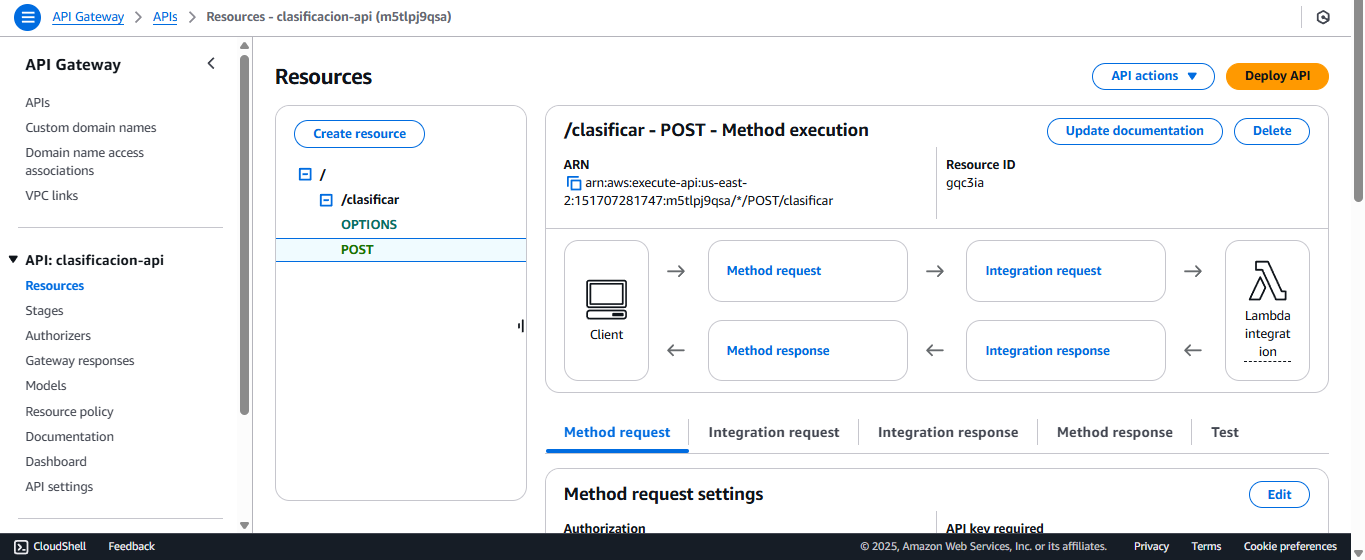 API Gateway > APIs > Resources - clasificacion-api (m5tlpj9qsa)
API Gateway
APIs
Custom domain names
Domain name access
associations
VPC links
API: clasificacion-api
Resources
Stages
Authorizers
Gateway responses
Models
Resource policy
Documentation
Dashboard
API settings
Resources
API actions
Deploy API
Create resource
/
/clasificar
OPTIONS
POST
/clasificar - POST - Method execution
Update documentation
Delete
ARN
arn:aws:execute-api:us-east-
2:151707281747:m5tlpj9qsa/*/POST/clasificar
Resource ID
gqc3ia
Client
Method request
Integration request
Method response
Integration response
Lambda
integrat
ion
Method request
Integration request
Integration response
Method response
Test
Method request settings
Edit
Authorization
API key required
CloudShell
Feedback
© 2025, Amazon Web Services, Inc. or its affiliates.
Privacy
Terms
Cookie preferences